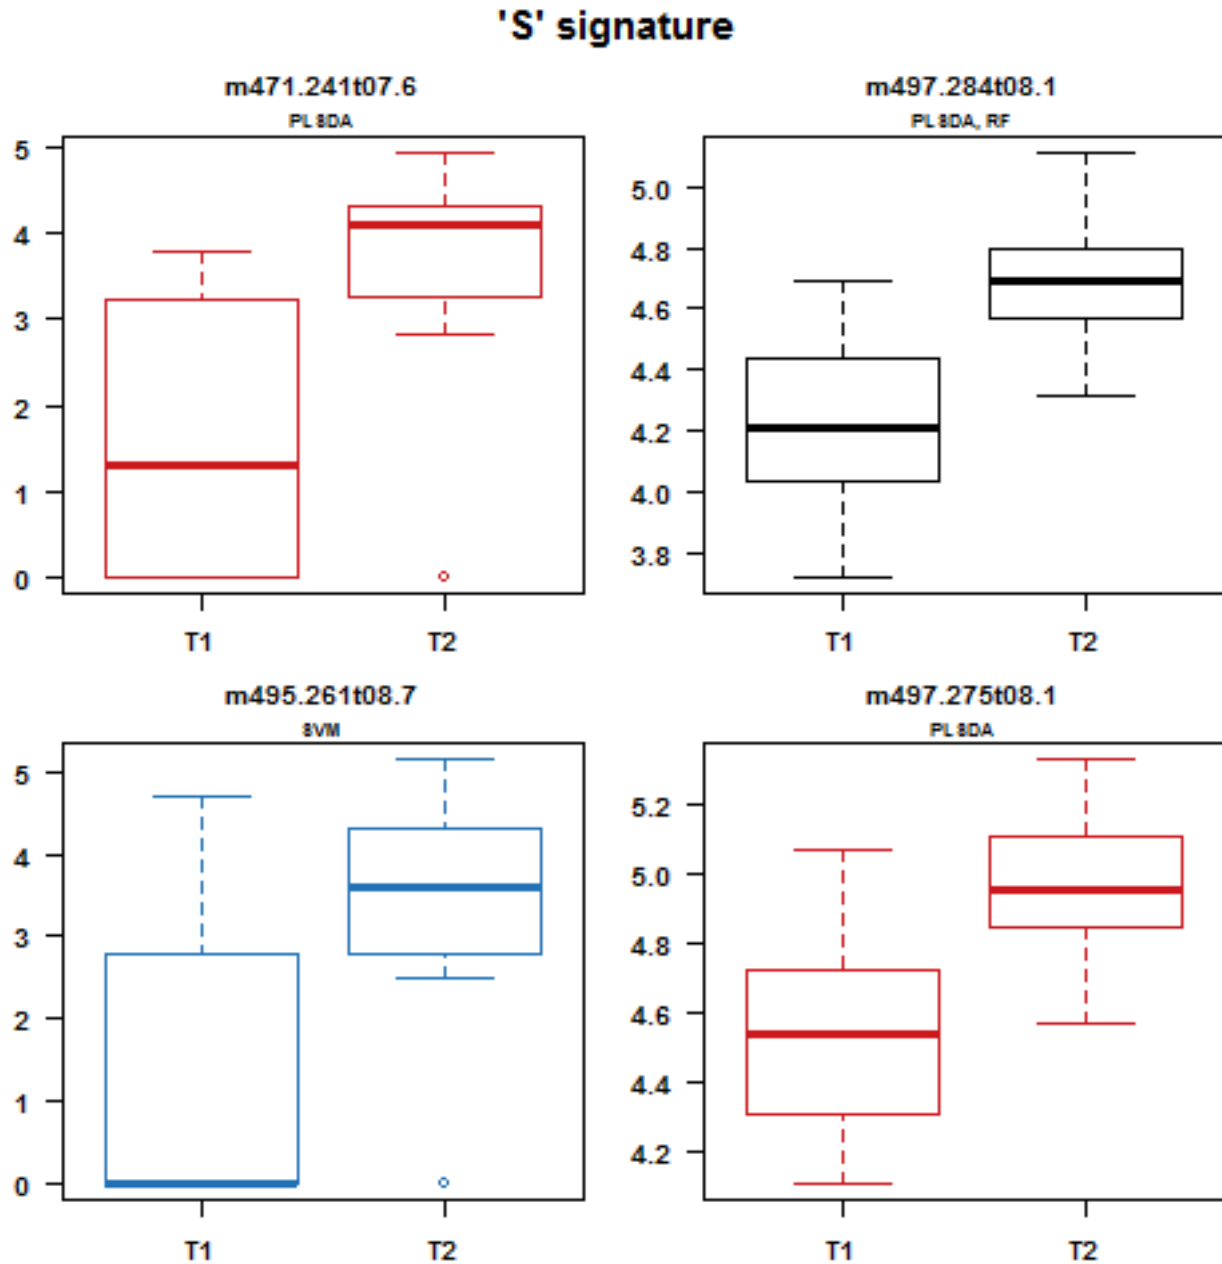 'S' signature
m471.241t07.6
PLSDA
5
4
3
2
1
0
T1
T2
m497.284t08.1
PLSDA, RF
5.0
4.8
4.6
4.4
4.2
4.0
3.8
T1
T2
m495.261t08.7
SVM
5
4
3
2
1
0
T1
T2
m497.275t08.1
PLSDA
5.2
5.0
4.8
4.6
4.4
4.2
T1
T2